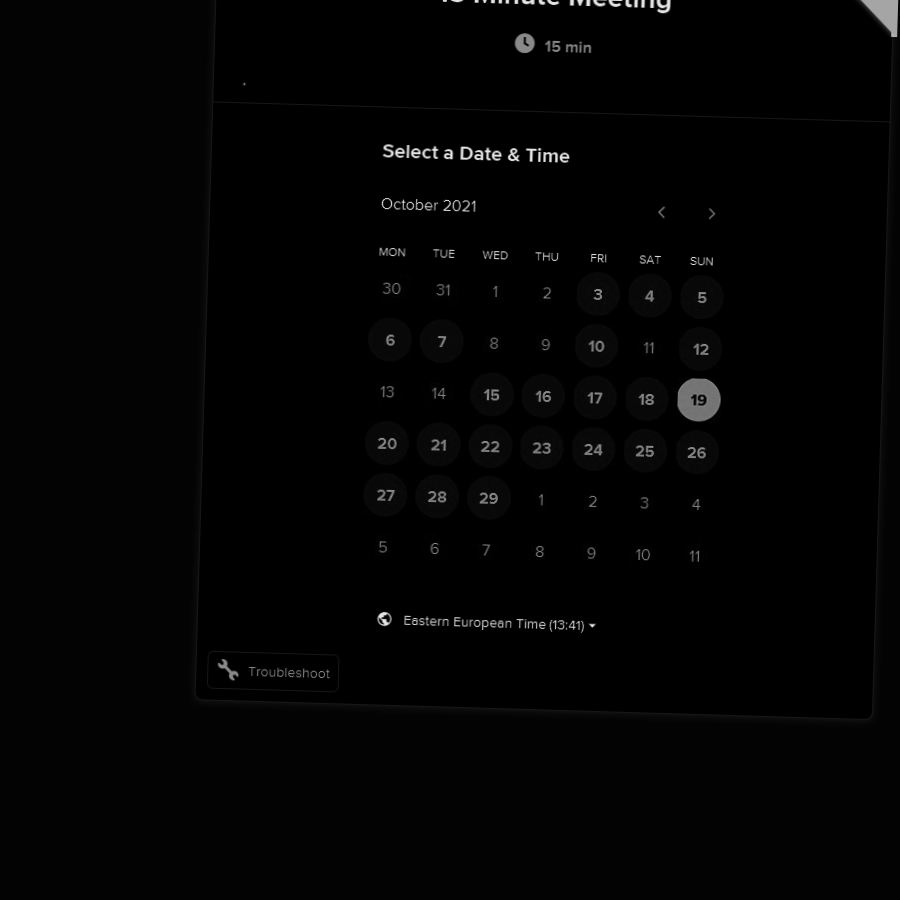 15 Minute Meeting
15 min
Select a Date & Time
October 2021
MON TUE WED THU FRI SAT SUN
30 31 1 2 3 4 5
6 7 8 9 10 11 12
13 14 15 16 17 18 19
20 21 22 23 24 25 26
27 28 29 1 2 3 4
5 6 7 8 9 10 11
Eastern European Time (13:41)
Troubleshoot